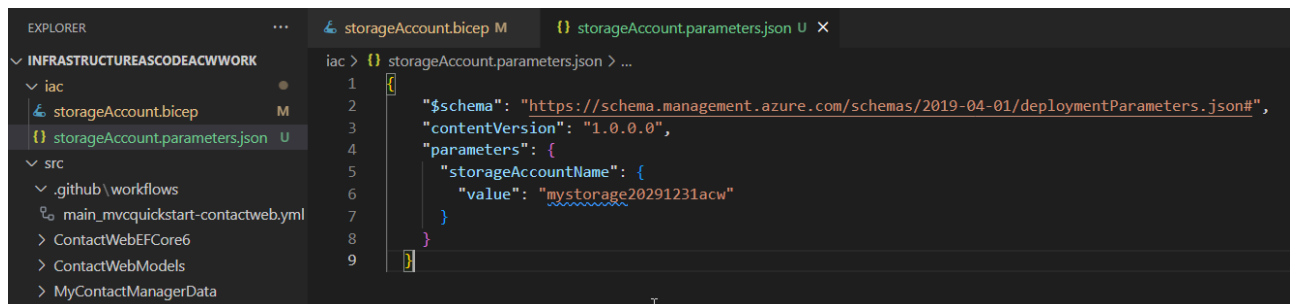 EXPLORER ···
INFRASTRUCTUREASCODEACWWORK
iac
storageAccount.bicep M
storageAccount.parameters.json U
src
.github\workflows
main_mvcquickstart-contactweb.yml
ContactWebEFCore6
ContactWebModels
MyContactManagerData
storageAccount.bicep M {} storageAccount.parameters.json U ×
iac > {} storageAccount.parameters.json > ...
1 {
2 "$schema": "https://schema.management.azure.com/schemas/2019-04-01/deploymentParameters.json#",
3 "contentVersion": "1.0.0.0",
4 "parameters": {
5 "storageAccountName": {
6 "value": "mystorage20291231acw"
7 }
8 }
9 }